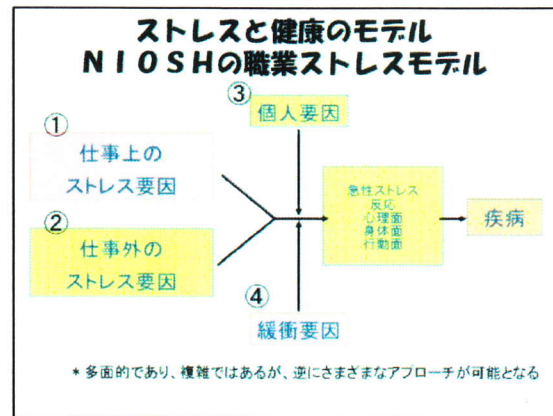 ストレスと健康のモデル
NIOSHの職業ストレスモデル
①
仕事上の
ストレス要因
②
仕事外の
ストレス要因
③
個人要因
④
緩衝要因
急性ストレス
反応
心理面
身体面
行動面
疾病
*多面的であり、複雑ではあるが、逆にさまざまなアプローチが可能となる